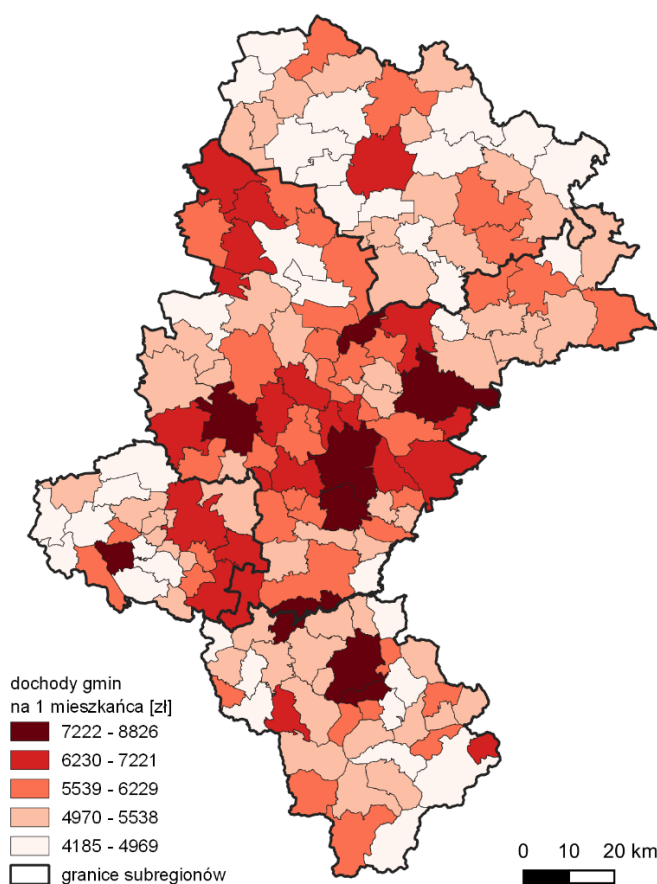 dochody gmin
na 1 mieszkańca [zł]
7222 - 8826
6230 - 7221
5539 - 6229
4970 - 5538
4185 - 4969
granice subregionów
0 10 20 km